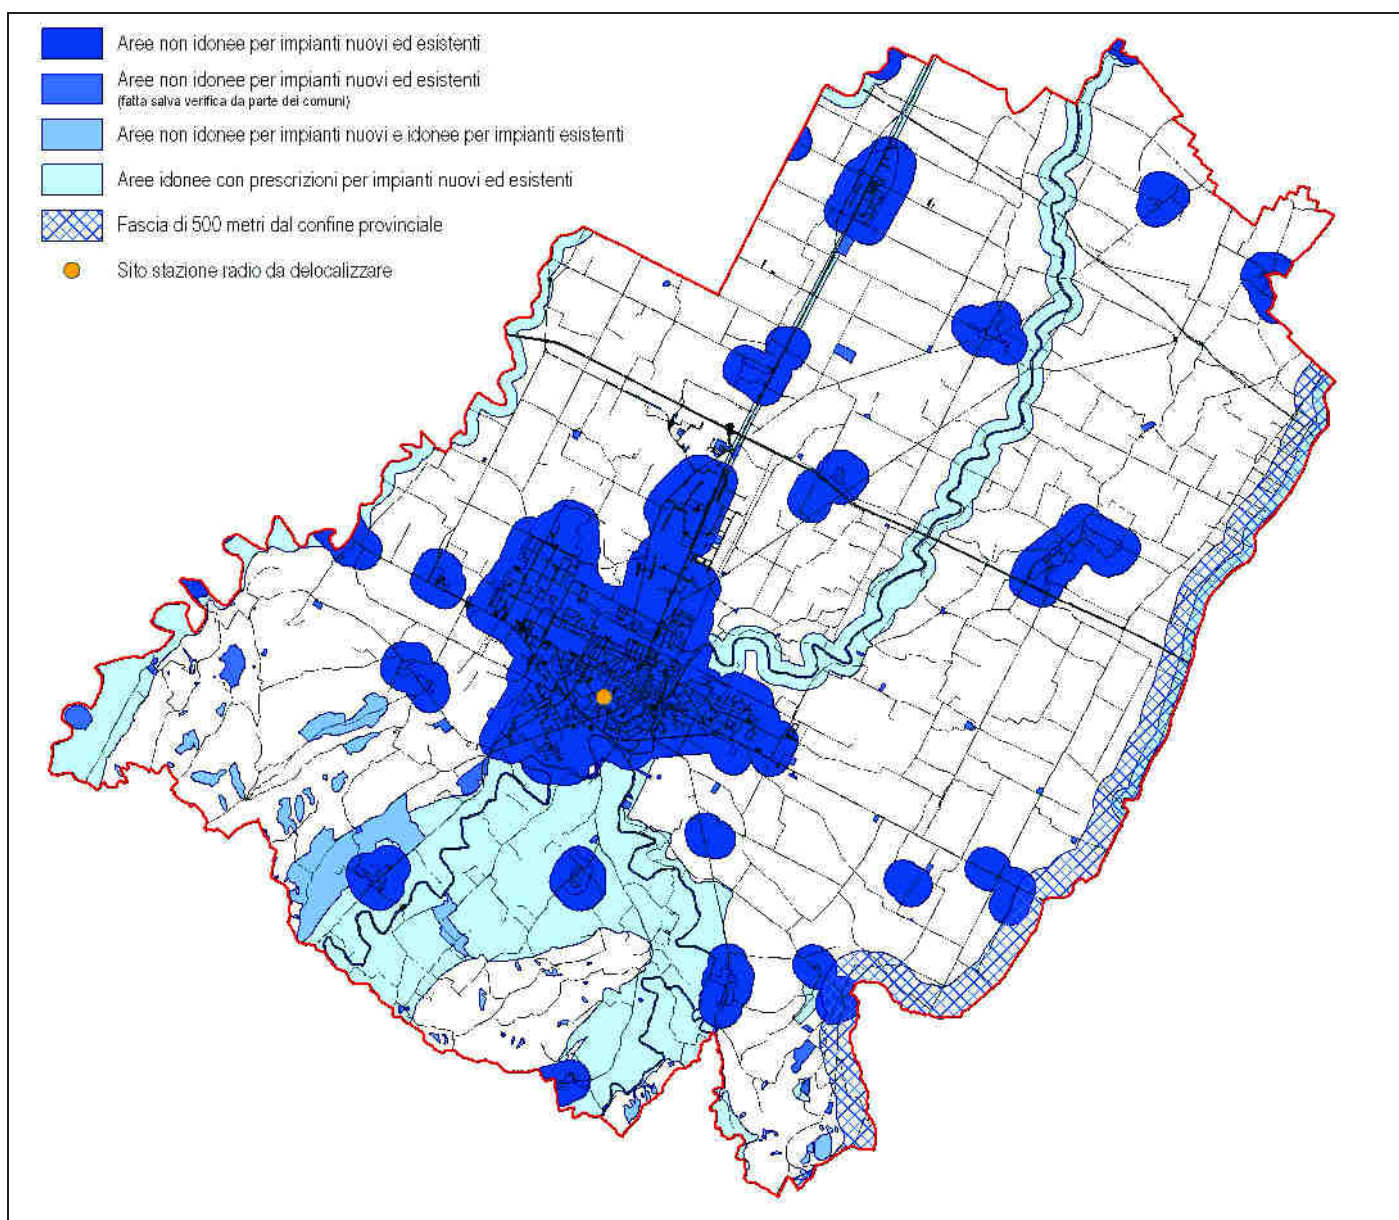 Aree non idonee per impianti nuovi ed esistenti
Aree non idonee per impianti nuovi ed esistenti
(fatta salva verifica da parte dei comuni)
Aree non idonee per impianti nuovi e idonee per impianti esistenti
Aree idonee con prescrizioni per impianti nuovi ed esistenti
Fascia di 500 metri dal confine provinciale
Sito stazione radio da delocalizzare